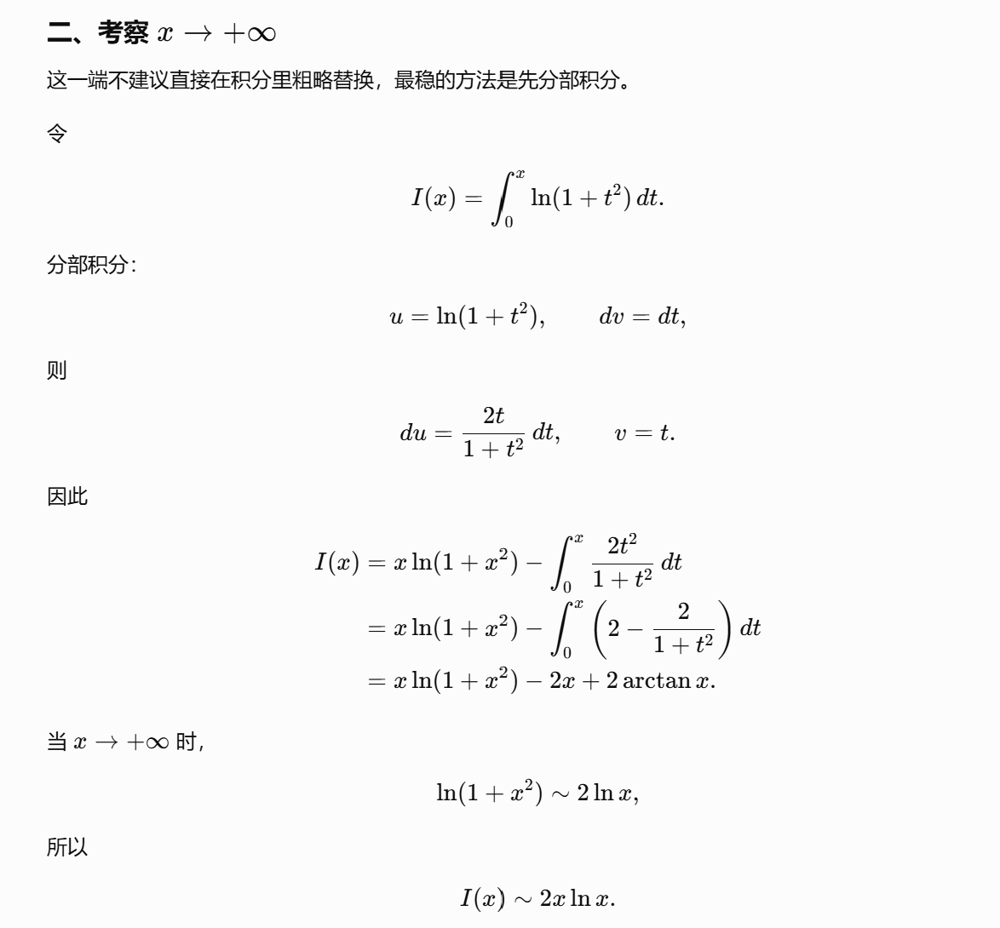 二、考察 $x \to +\infty$
这一端不建议直接在积分里粗略替换，最稳的方法是先分部积分。
令
$I(x) = \int_0^x \ln(1+t^2)\,dt.$
分部积分：
$u = \ln(1+t^2), \qquad dv = dt,$
则
$du = \frac{2t}{1+t^2}\,dt, \qquad v = t.$
因此
$I(x) = x\ln(1+x^2) - \int_0^x \frac{2t^2}{1+t^2}\,dt$
$= x\ln(1+x^2) - \int_0^x \left(2 - \frac{2}{1+t^2}\right) dt$
$= x\ln(1+x^2) - 2x + 2\arctan x.$
当 $x \to +\infty$ 时，
$\ln(1+x^2) \sim 2\ln x,$
所以
$I(x) \sim 2x\ln x.$